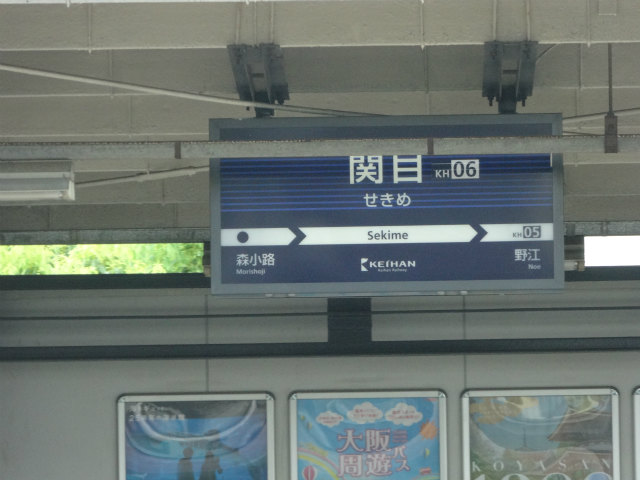 関目 KH06
せきめ
Sekime KH05
森小路 野江
Morishoji Noe
KEIHAN
Keihan Railway
大阪
周遊パス
KOYASAN